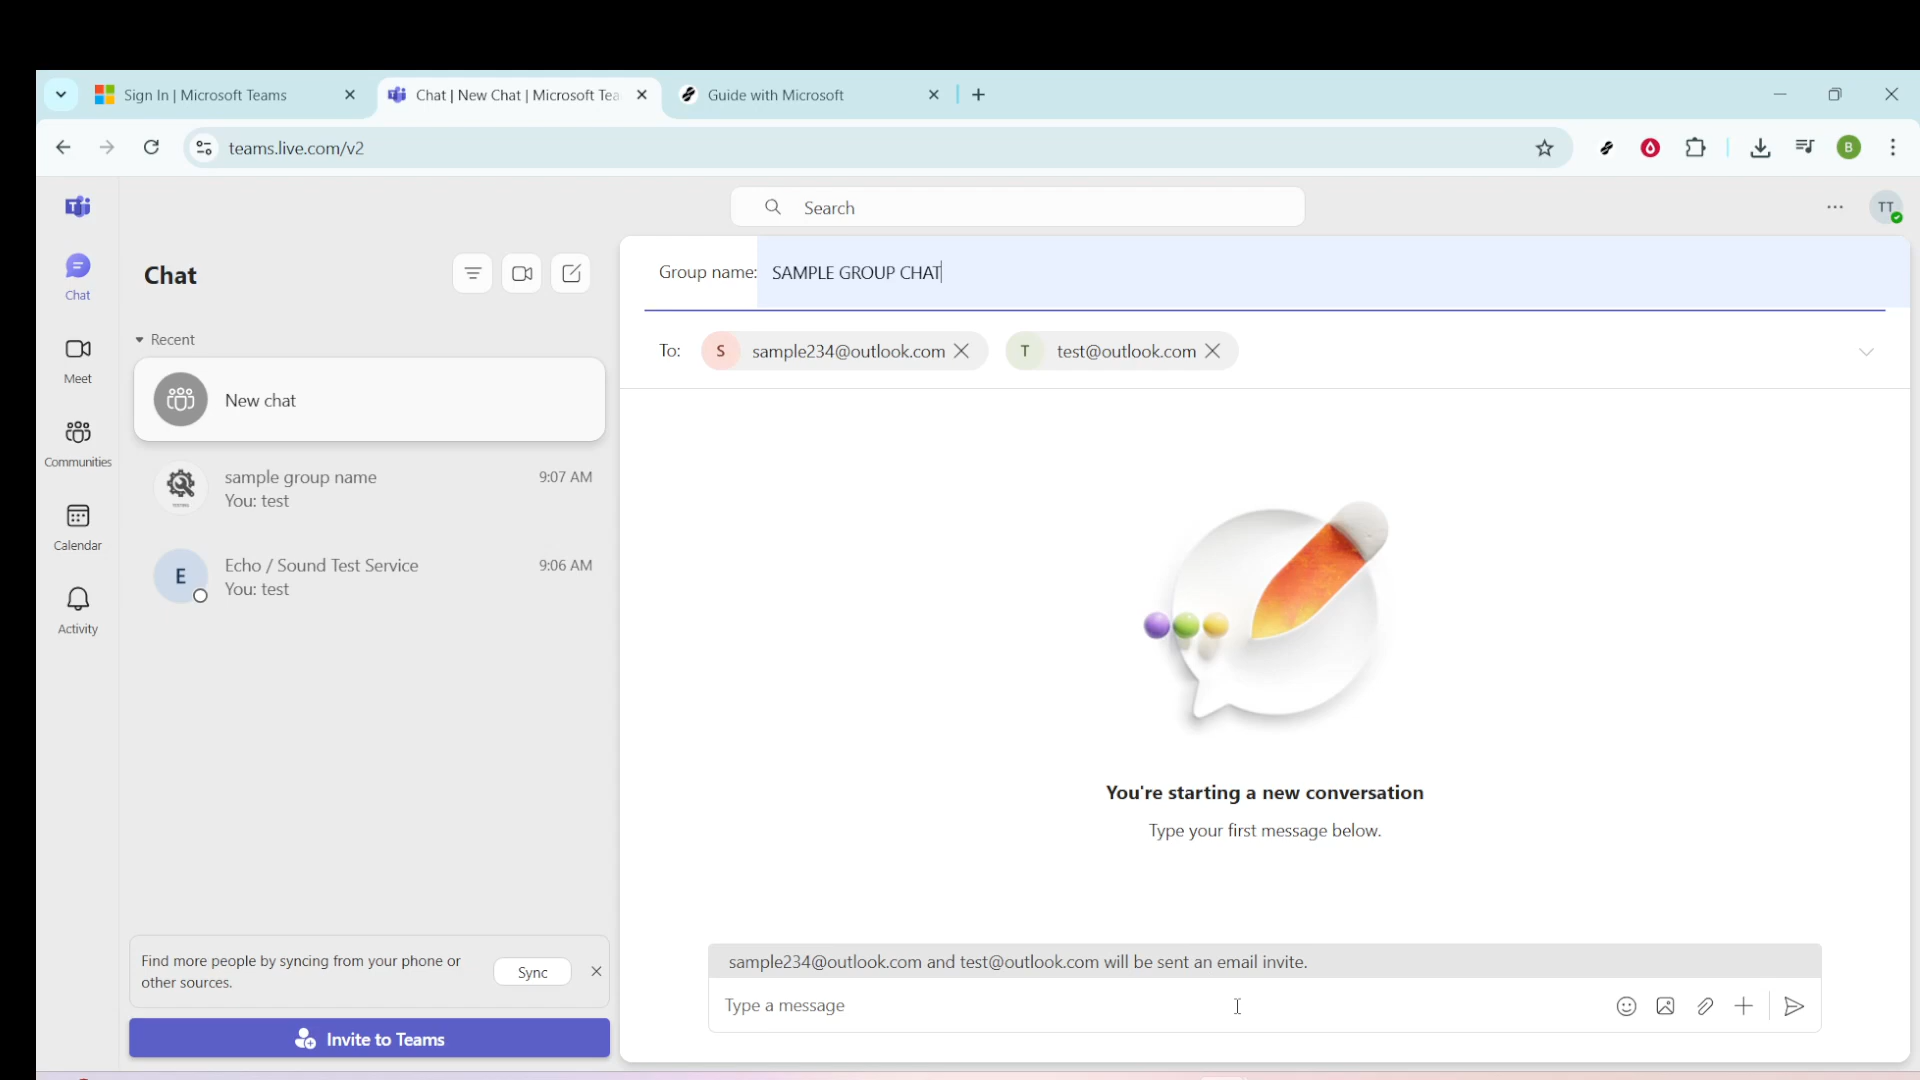 Sign In | Microsoft Teams
Chat | New Chat | Microsoft Tea
Guide with Microsoft
teams.live.com/v2
B
Search
TT
Chat
Chat
Meet
Communities
Calendar
Activity
Recent
New chat
sample group name
9:07 AM
You: test
E
Echo / Sound Test Service
9:06 AM
You: test
Find more people by syncing from your phone or
other sources.
Sync
Invite to Teams
Group name: SAMPLE GROUP CHAT
To: S sample234@outlook.com T test@outlook.com
You're starting a new conversation
Type your first message below.
sample234@outlook.com and test@outlook.com will be sent an email invite.
Type a message